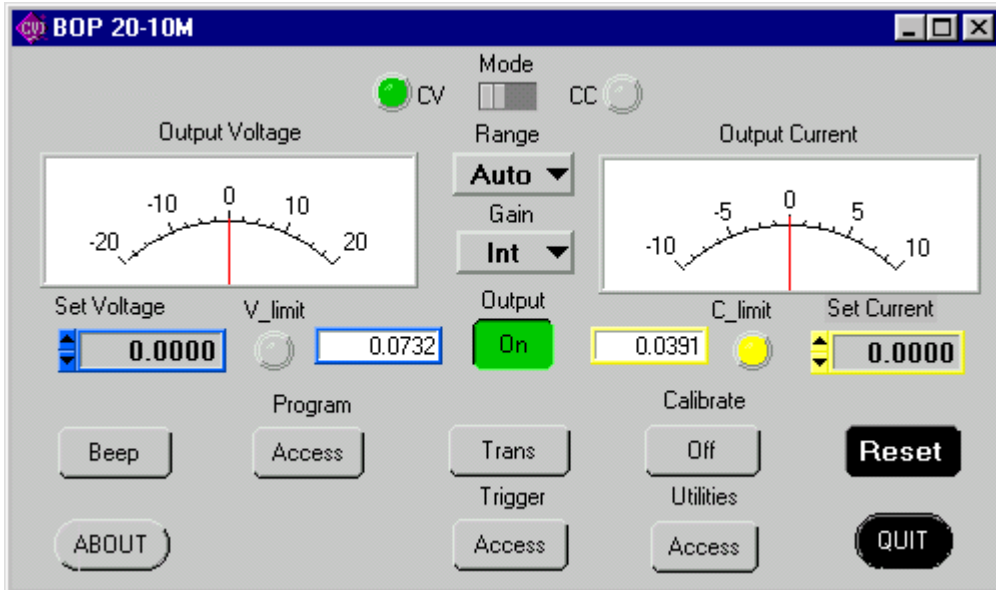 CVI BOP 20-10M
Mode
CV CC
Output Voltage Range Output Current
Auto
-20 -10 0 10 20
-10 -5 0 5 10
Gain
Int
Set Voltage V_limit Output C_limit Set Current
0.0000 0.0732 On 0.0391 0.0000
Program Calibrate
Beep Access Trans Off Reset
Trigger Utilities
ABOUT Access Access QUIT